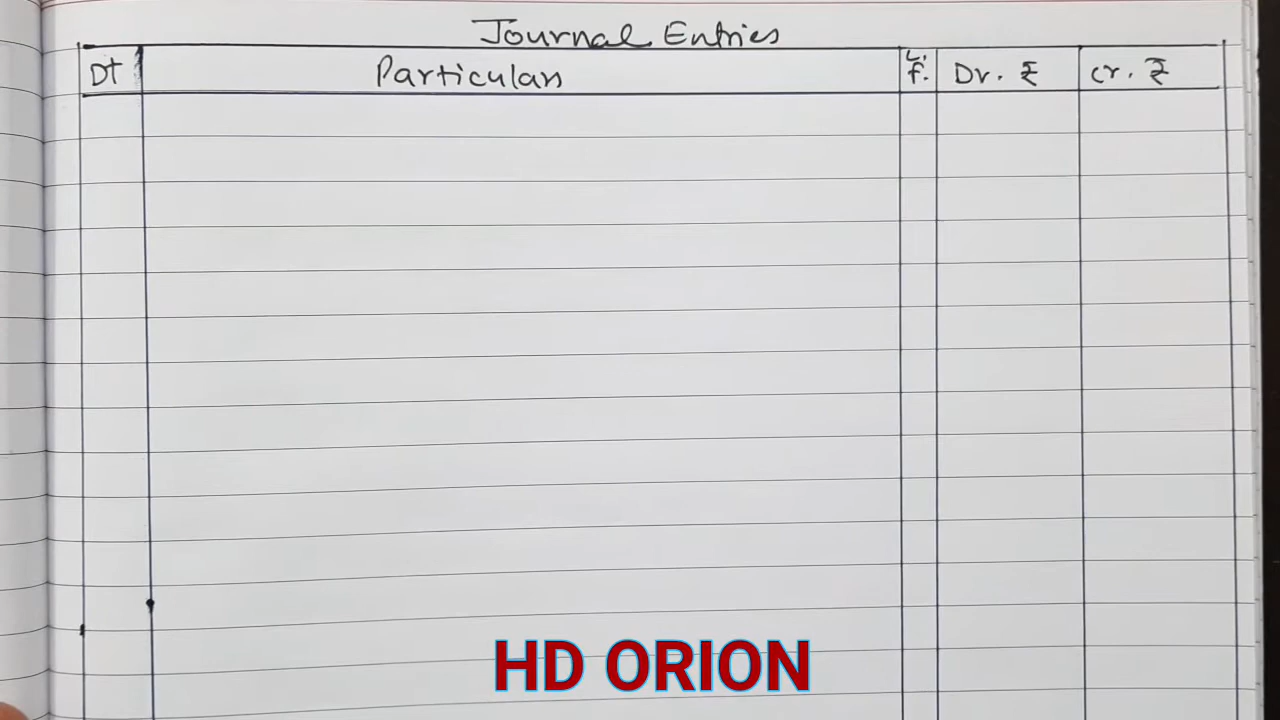 Journal Entries
Dt Particulars L.F. Dr. ₹ Cr. ₹
HD ORION